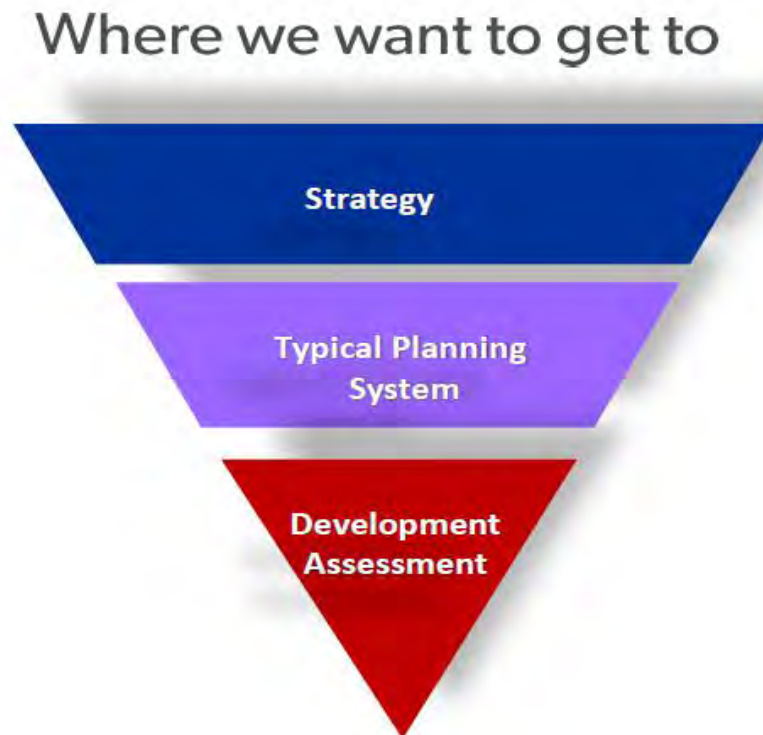 Where we want to get to
Strategy
Typical Planning
System
Development
Assessment